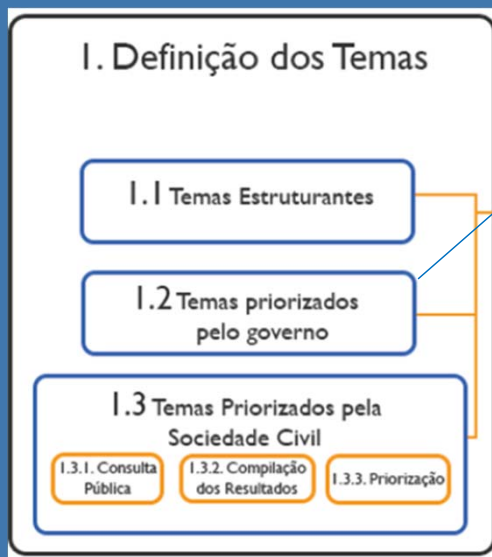 1. Definição dos Temas
1.1 Temas Estruturantes
1.2 Temas priorizados
pelo governo
1.3 Temas Priorizados pela
Sociedade Civil
1.3.1. Consulta
Pública
1.3.2. Compilação
dos Resultados
1.3.3. Priorização